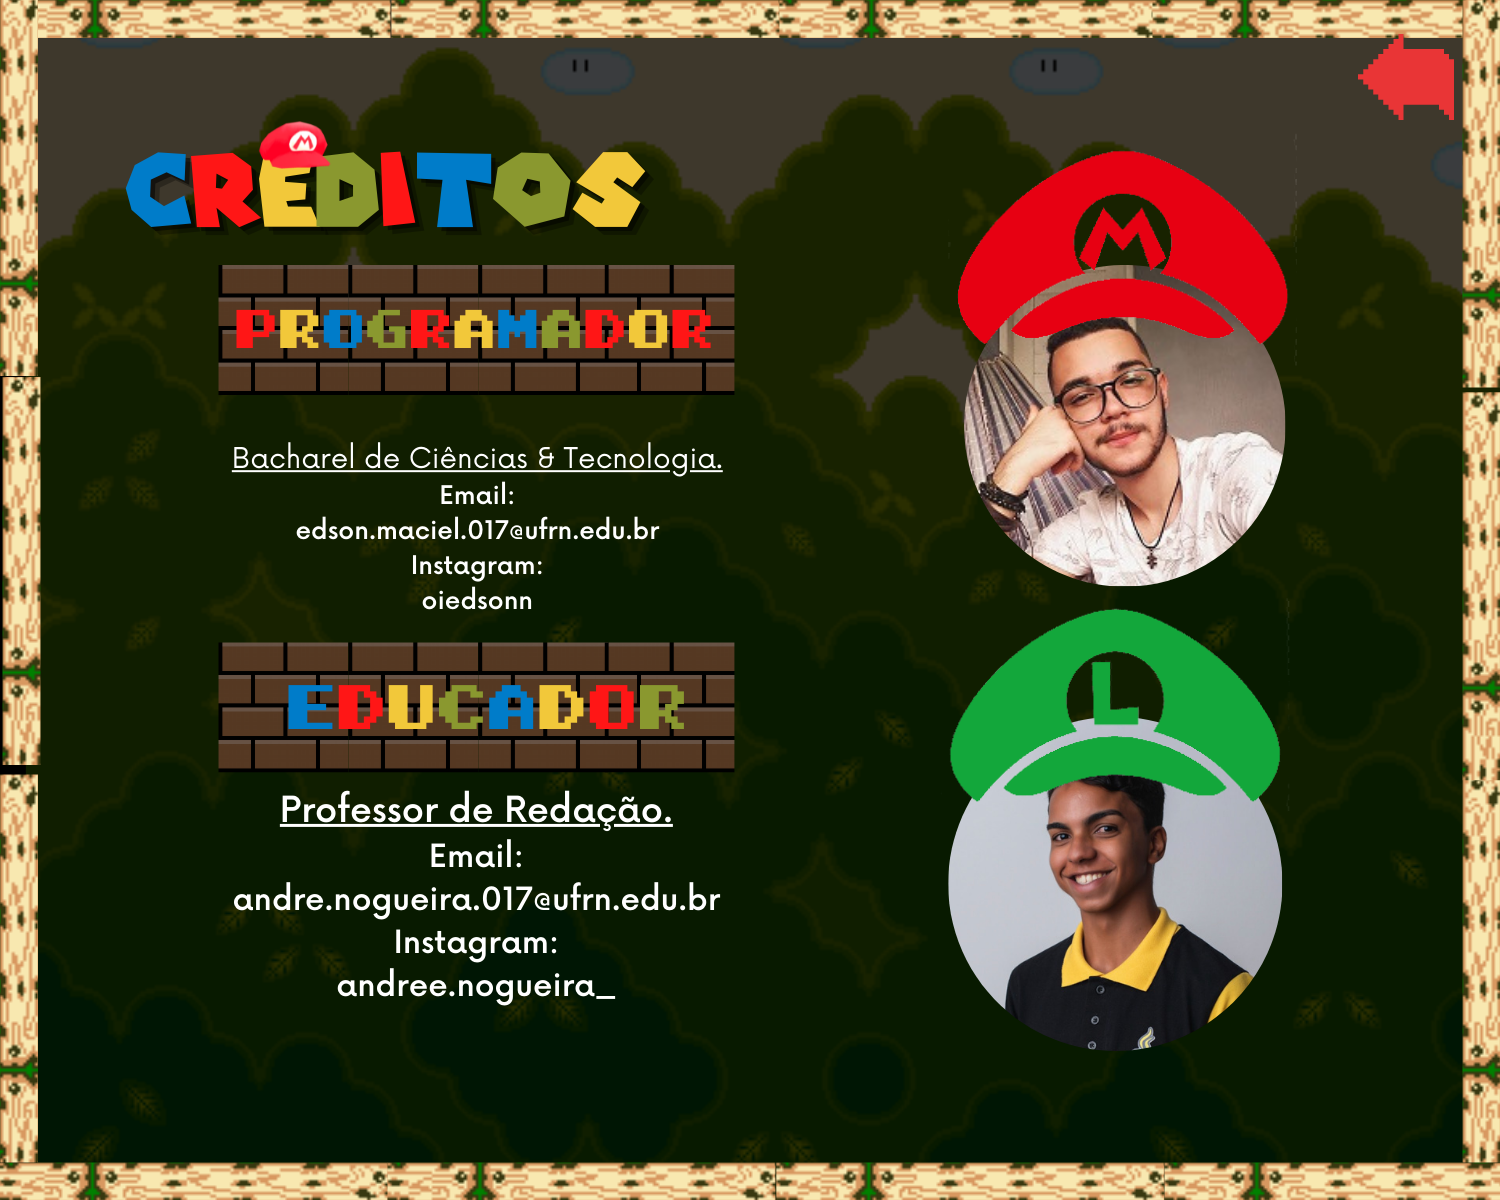 CREDITOS
PROGRAMADOR
Bacharel de Ciências & Tecnologia.
Email:
edson.maciel.017@ufrn.edu.br
Instagram:
oiedsonn
EDUCADOR
Professor de Redação.
Email:
andre.nogueira.017@ufrn.edu.br
Instagram:
andree.nogueira_
M
L